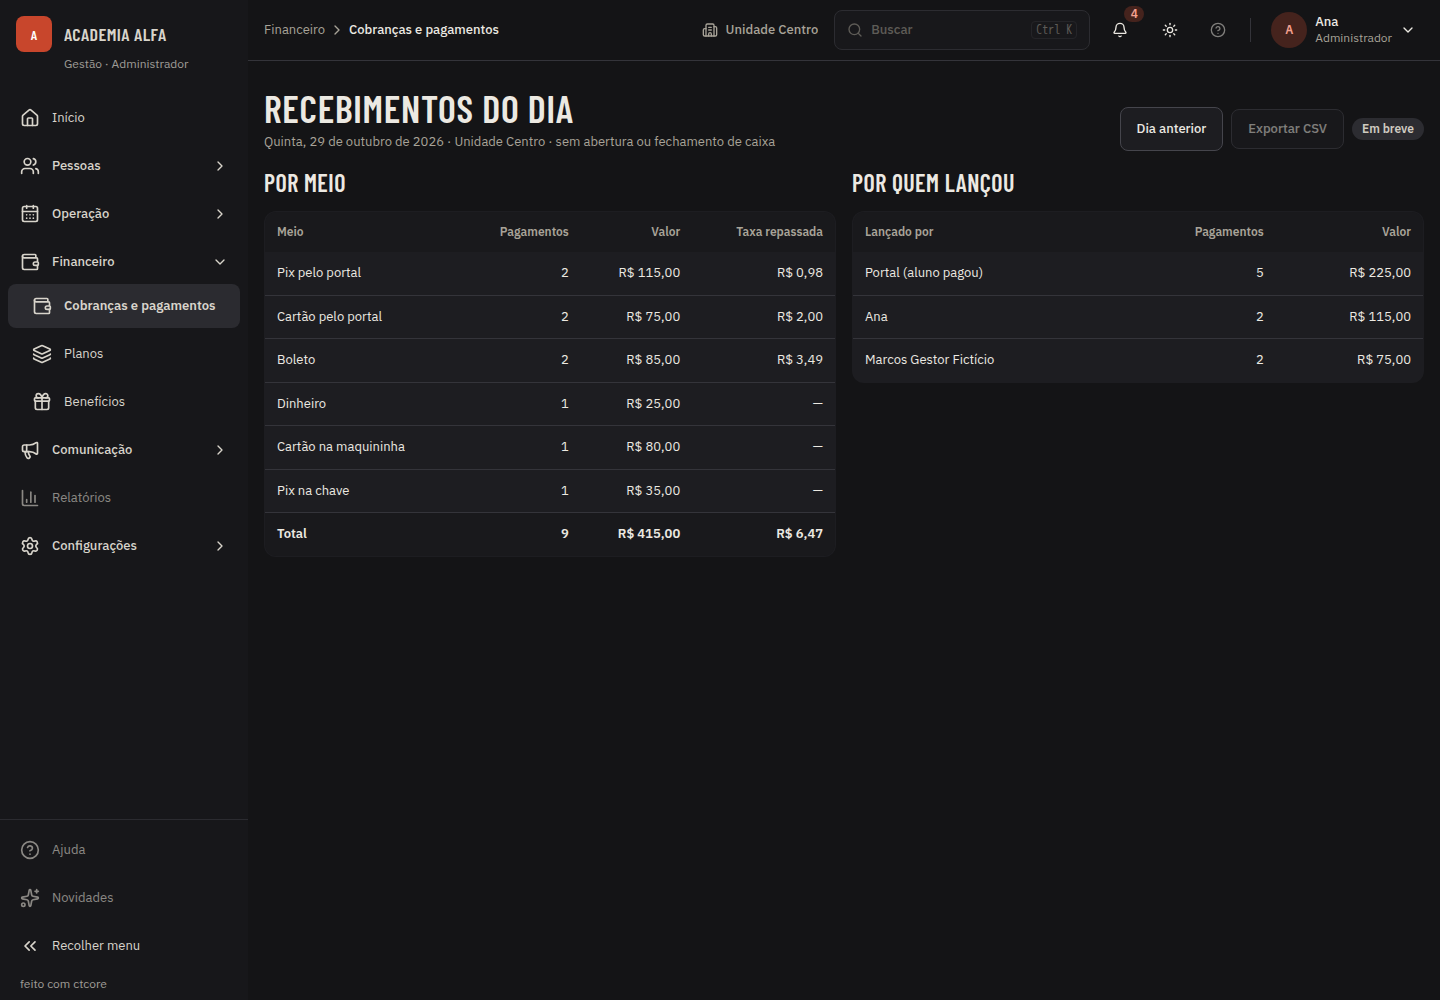 A
ACADEMIA ALFA
Gestão · Administrador
Início
Pessoas
Operação
Financeiro
Cobranças e pagamentos
Planos
Benefícios
Comunicação
Relatórios
Configurações
Ajuda
Novidades
Recolher menu
feito com ctcore
Financeiro > Cobranças e pagamentos
Unidade Centro
Buscar
Ctrl K
4
A
Ana
Administrador
RECEBIMENTOS DO DIA
Quinta, 29 de outubro de 2026 · Unidade Centro · sem abertura ou fechamento de caixa
Dia anterior
Exportar CSV
Em breve
POR MEIO
Meio Pagamentos Valor Taxa repassada
Pix pelo portal 2 R$ 115,00 R$ 0,98
Cartão pelo portal 2 R$ 75,00 R$ 2,00
Boleto 2 R$ 85,00 R$ 3,49
Dinheiro 1 R$ 25,00 —
Cartão na maquininha 1 R$ 80,00 —
Pix na chave 1 R$ 35,00 —
Total 9 R$ 415,00 R$ 6,47
POR QUEM LANÇOU
Lançado por Pagamentos Valor
Portal (aluno pagou) 5 R$ 225,00
Ana 2 R$ 115,00
Marcos Gestor Fictício 2 R$ 75,00